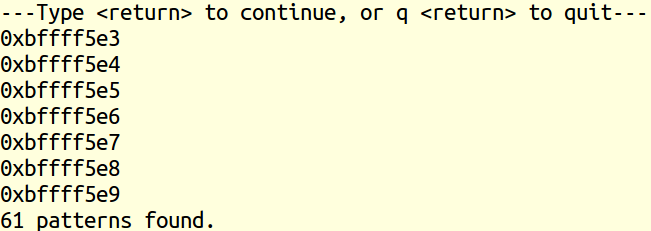 ---Type <return> to continue, or q <return> to quit---
0xbffff5e3
0xbffff5e4
0xbffff5e5
0xbffff5e6
0xbffff5e7
0xbffff5e8
0xbffff5e9
61 patterns found.